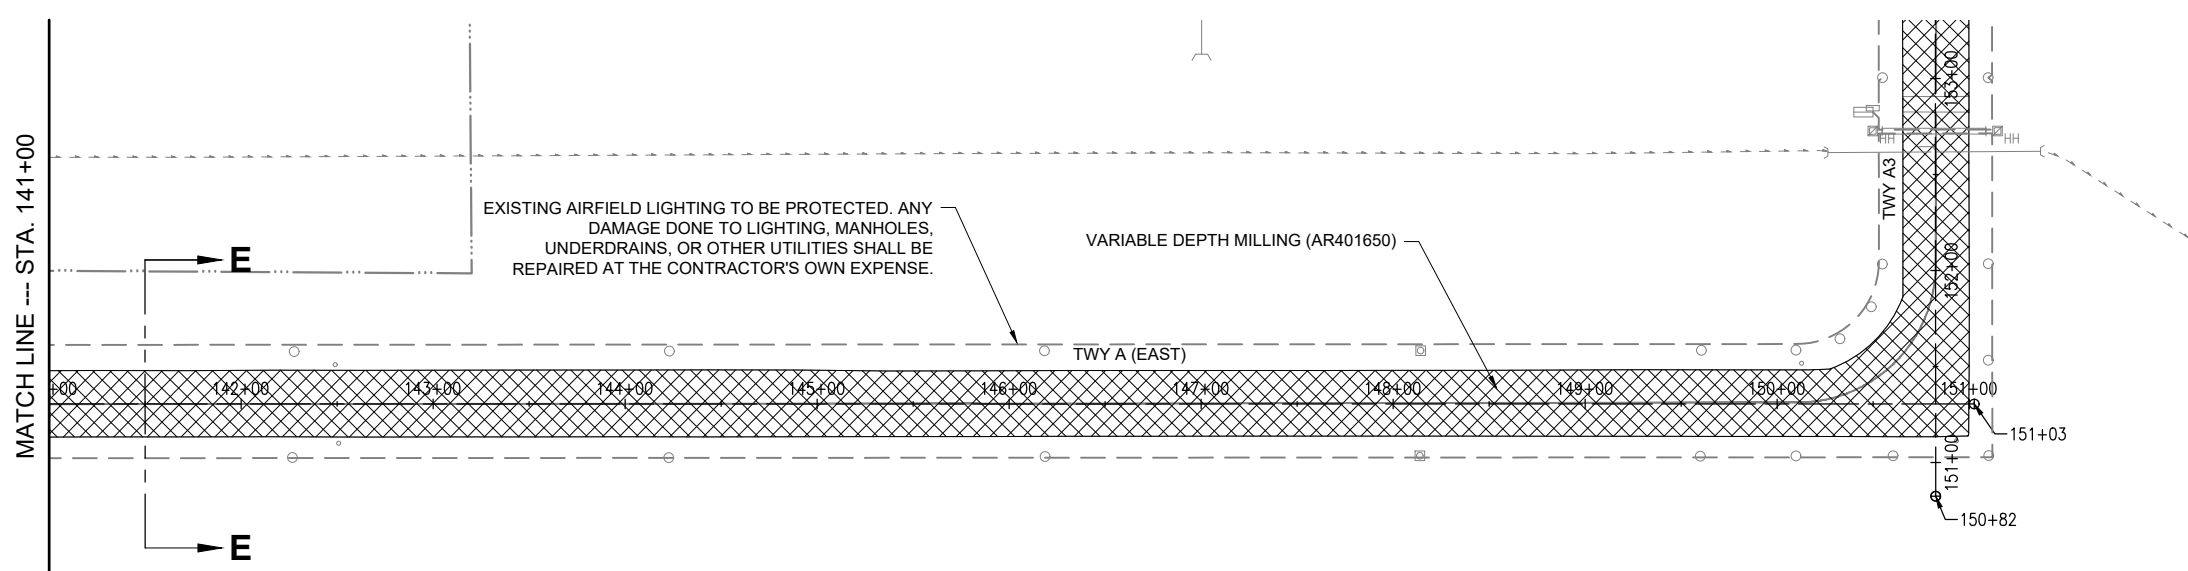 MATCH LINE --- STA. 141+00
E
E
EXISTING AIRFIELD LIGHTING TO BE PROTECTED. ANY
DAMAGE DONE TO LIGHTING, MANHOLES,
UNDERDRAINS, OR OTHER UTILITIES SHALL BE
REPAIRED AT THE CONTRACTOR'S OWN EXPENSE.
VARIABLE DEPTH MILLING (AR401650)
TWY A (EAST)
TWY A3
HH
HH
153+00
152+00
151+00
+00
142+00
143+00
144+00
145+00
146+00
147+00
148+00
149+00
150+00
151+00
151+03
150+82